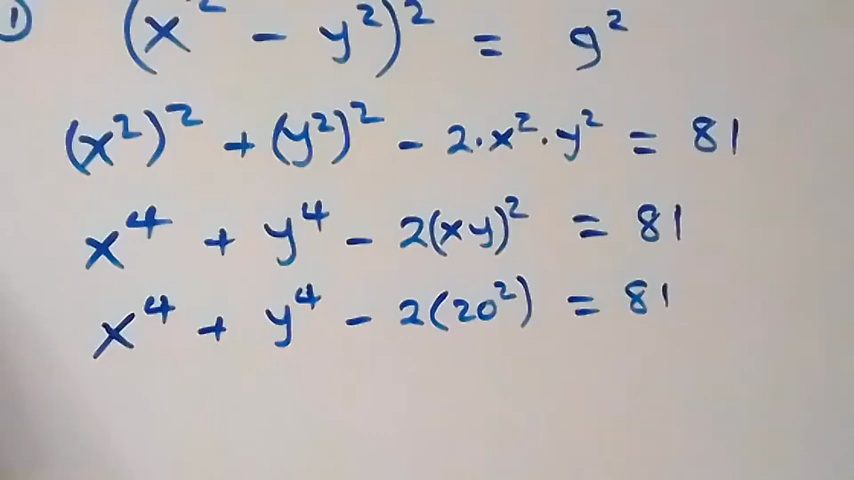 ① (x² - y²)² = 9²
(x²)² + (y²)² - 2·x²·y² = 81
x⁴ + y⁴ - 2(xy)² = 81
x⁴ + y⁴ - 2(20²) = 81